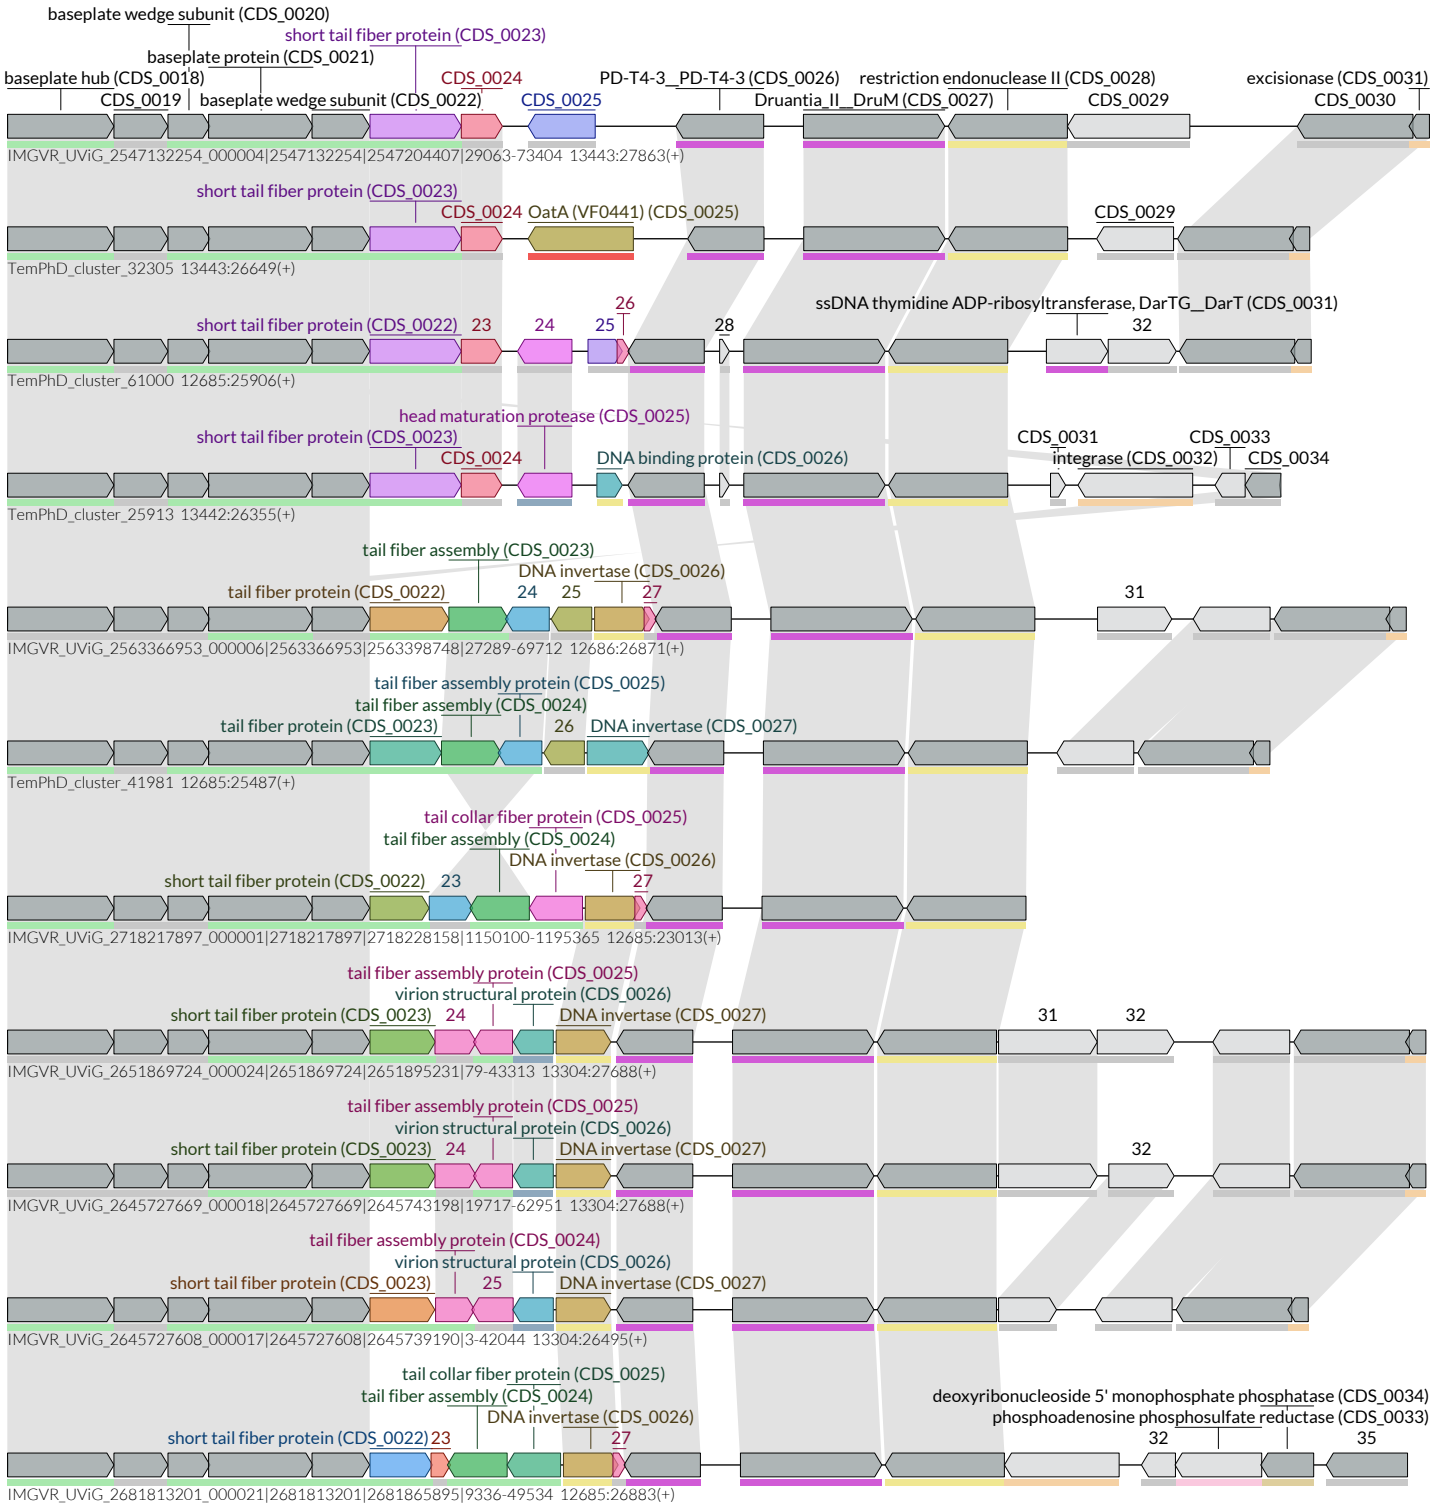 baseplate wedge subunit (CDS_0020)
short tail fiber protein (CDS_0023)
baseplate protein (CDS_0021)
baseplate hub (CDS_0018) CDS_0024 PD-T4-3__PD-T4-3 (CDS_0026) restriction endonuclease II (CDS_0028) excisionase (CDS_0031)
CDS_0019 baseplate wedge subunit (CDS_0022) CDS_0025 Druantia_II__DruM (CDS_0027) CDS_0029 CDS_0030
IMGVR_UViG_2547132254_000004|2547132254|2547204407|29063-73404 13443:27863(+)
short tail fiber protein (CDS_0023)
CDS_0024 OatA (VF0441) (CDS_0025) CDS_0029
TemPhD_cluster_32305 13443:26649(+)
26 ssDNA thymidine ADP-ribosyltransferase, DarTG__DarT (CDS_0031)
short tail fiber protein (CDS_0022) 23 24 25 28 32
TemPhD_cluster_61000 12685:25906(+)
head maturation protease (CDS_0025)
short tail fiber protein (CDS_0023) CDS_0031 CDS_0033
CDS_0024 DNA binding protein (CDS_0026) integrase (CDS_0032) CDS_0034
TemPhD_cluster_25913 13442:26355(+)
tail fiber assembly (CDS_0023)
DNA invertase (CDS_0026)
tail fiber protein (CDS_0022) 24 25 27 31
IMGVR_UViG_2563366953_000006|2563366953|2563398748|27289-69712 12686:26871(+)
tail fiber assembly protein (CDS_0025)
tail fiber assembly (CDS_0024)
tail fiber protein (CDS_0023) 26 DNA invertase (CDS_0027)
TemPhD_cluster_41981 12685:25487(+)
tail collar fiber protein (CDS_0025)
tail fiber assembly (CDS_0024)
DNA invertase (CDS_0026)
short tail fiber protein (CDS_0022) 23 27
IMGVR_UViG_2718217897_000001|2718217897|2718228158|1150100-1195365 12685:23013(+)
tail fiber assembly protein (CDS_0025)
virion structural protein (CDS_0026)
short tail fiber protein (CDS_0023) 24 DNA invertase (CDS_0027) 31 32
IMGVR_UViG_2651869724_000024|2651869724|2651895231|79-43313 13304:27688(+)
tail fiber assembly protein (CDS_0025)
virion structural protein (CDS_0026)
short tail fiber protein (CDS_0023) 24 DNA invertase (CDS_0027) 32
IMGVR_UViG_2645727669_000018|2645727669|2645743198|19717-62951 13304:27688(+)
tail fiber assembly protein (CDS_0024)
virion structural protein (CDS_0026)
short tail fiber protein (CDS_0023) 25 DNA invertase (CDS_0027)
IMGVR_UViG_2645727608_000017|2645727608|2645739190|3-42044 13304:26495(+)
tail collar fiber protein (CDS_0025)
tail fiber assembly (CDS_0024) deoxyribonucleoside 5' monophosphate phosphatase (CDS_0034)
DNA invertase (CDS_0026) phosphoadenosine phosphosulfate reductase (CDS_0033)
short tail fiber protein (CDS_0022) 23 27 32 35
IMGVR_UViG_2681813201_000021|2681813201|2681865895|9336-49534 12685:26883(+)